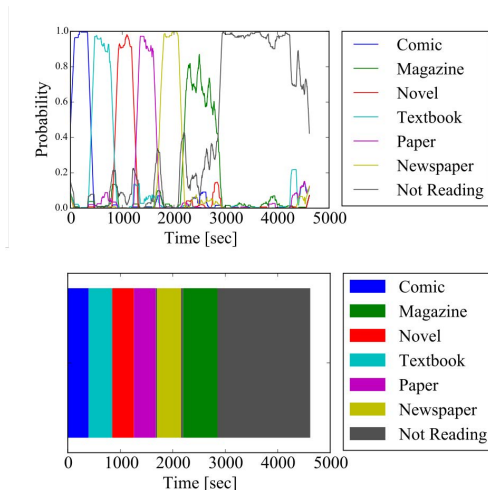 1.0
0.8
0.6
0.4
0.2
0.0
Probability
0 1000 2000 3000 4000 5000
Time [sec]
Comic
Magazine
Novel
Textbook
Paper
Newspaper
Not Reading
0 1000 2000 3000 4000 5000
Time [sec]
Comic
Magazine
Novel
Textbook
Paper
Newspaper
Not Reading